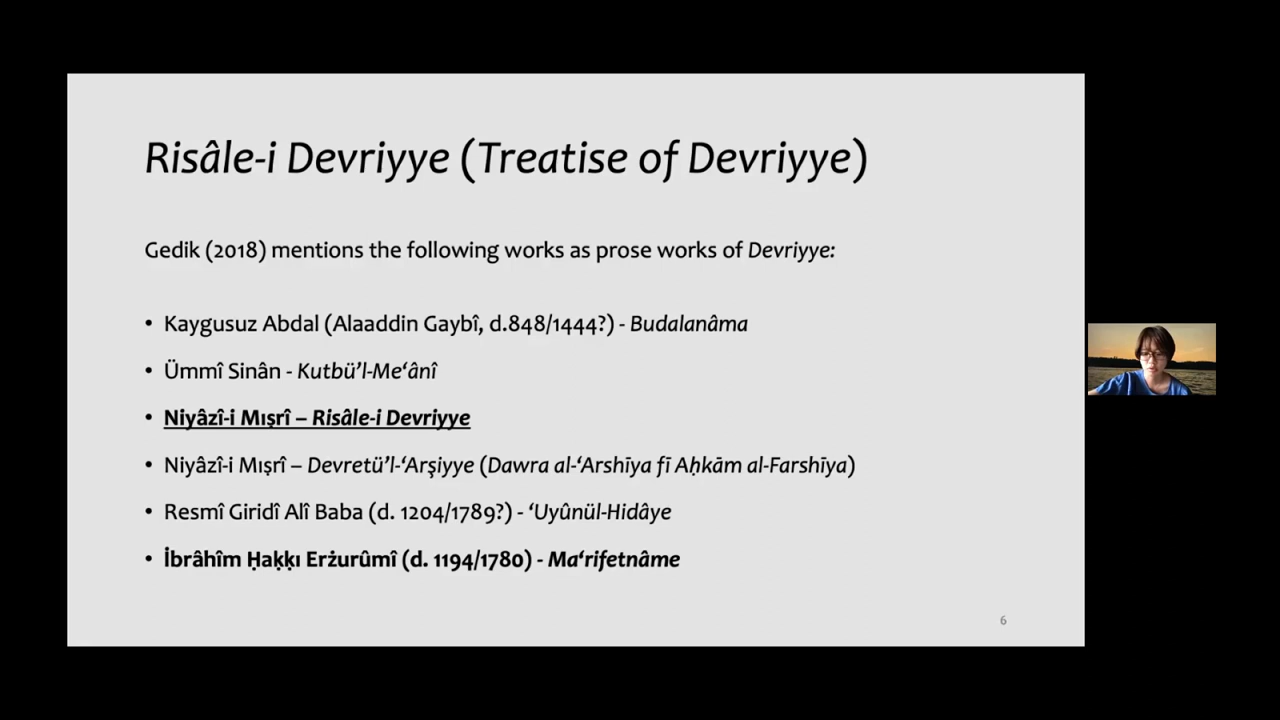 Risâle-i Devriyye (Treatise of Devriyye)
Gedik (2018) mentions the following works as prose works of Devriyye:
• Kaygusuz Abdal (Alaaddin Gaybî, d.848/1444?) - Budalanâma
• Ümmî Sinân - Kutbü’l-Me‘ânî
• Niyâzî-i Mıṣrî – Risâle-i Devriyye
• Niyâzî-i Mıṣrî – Devretü’l-‘Arşiyye (Dawra al-‘Arshīya fī Aḥkām al-Farshīya)
• Resmî Giridî Alî Baba (d. 1204/1789?) - ‘Uyûnül-Hidâye
• İbrâhîm Ḥaḳḳı Erżurûmî (d. 1194/1780) - Ma‘rifetnâme
6